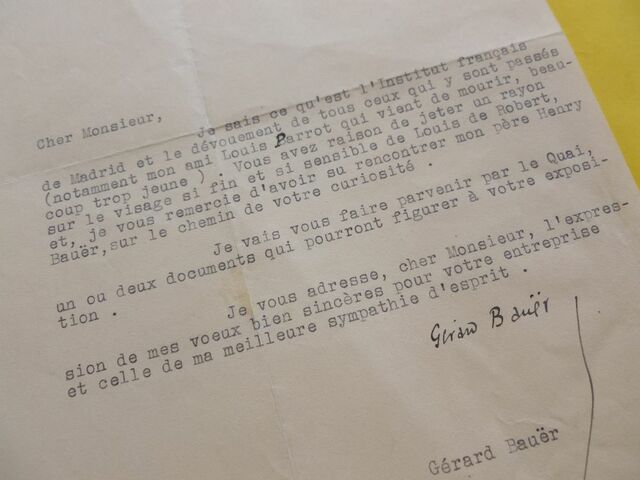 Cher Monsieur,
Je sais ce qu'est l'Institut français
de Madrid et le dévouement de tous ceux qui y sont passés
(notamment mon ami Louis Parrot qui vient de mourir, beau-
coup trop jeune ) . Vous avez raison de jeter un rayon
sur le visage si fin et si sensible de Louis de Robert,
et, je vous remercie d'avoir su rencontrer mon père Henry
Bauër,sur le chemin de votre curiosité .
Je vais vous faire parvenir par le Quai,
un ou deux documents qui pourront figurer à votre exposi-
tion .
Je vous adresse, cher Monsieur, l'expres-
sion de mes voeux bien sincères pour votre entreprise
et celle de ma meilleure sympathie d'esprit .
Gérard Bauër
Gérard Bauër